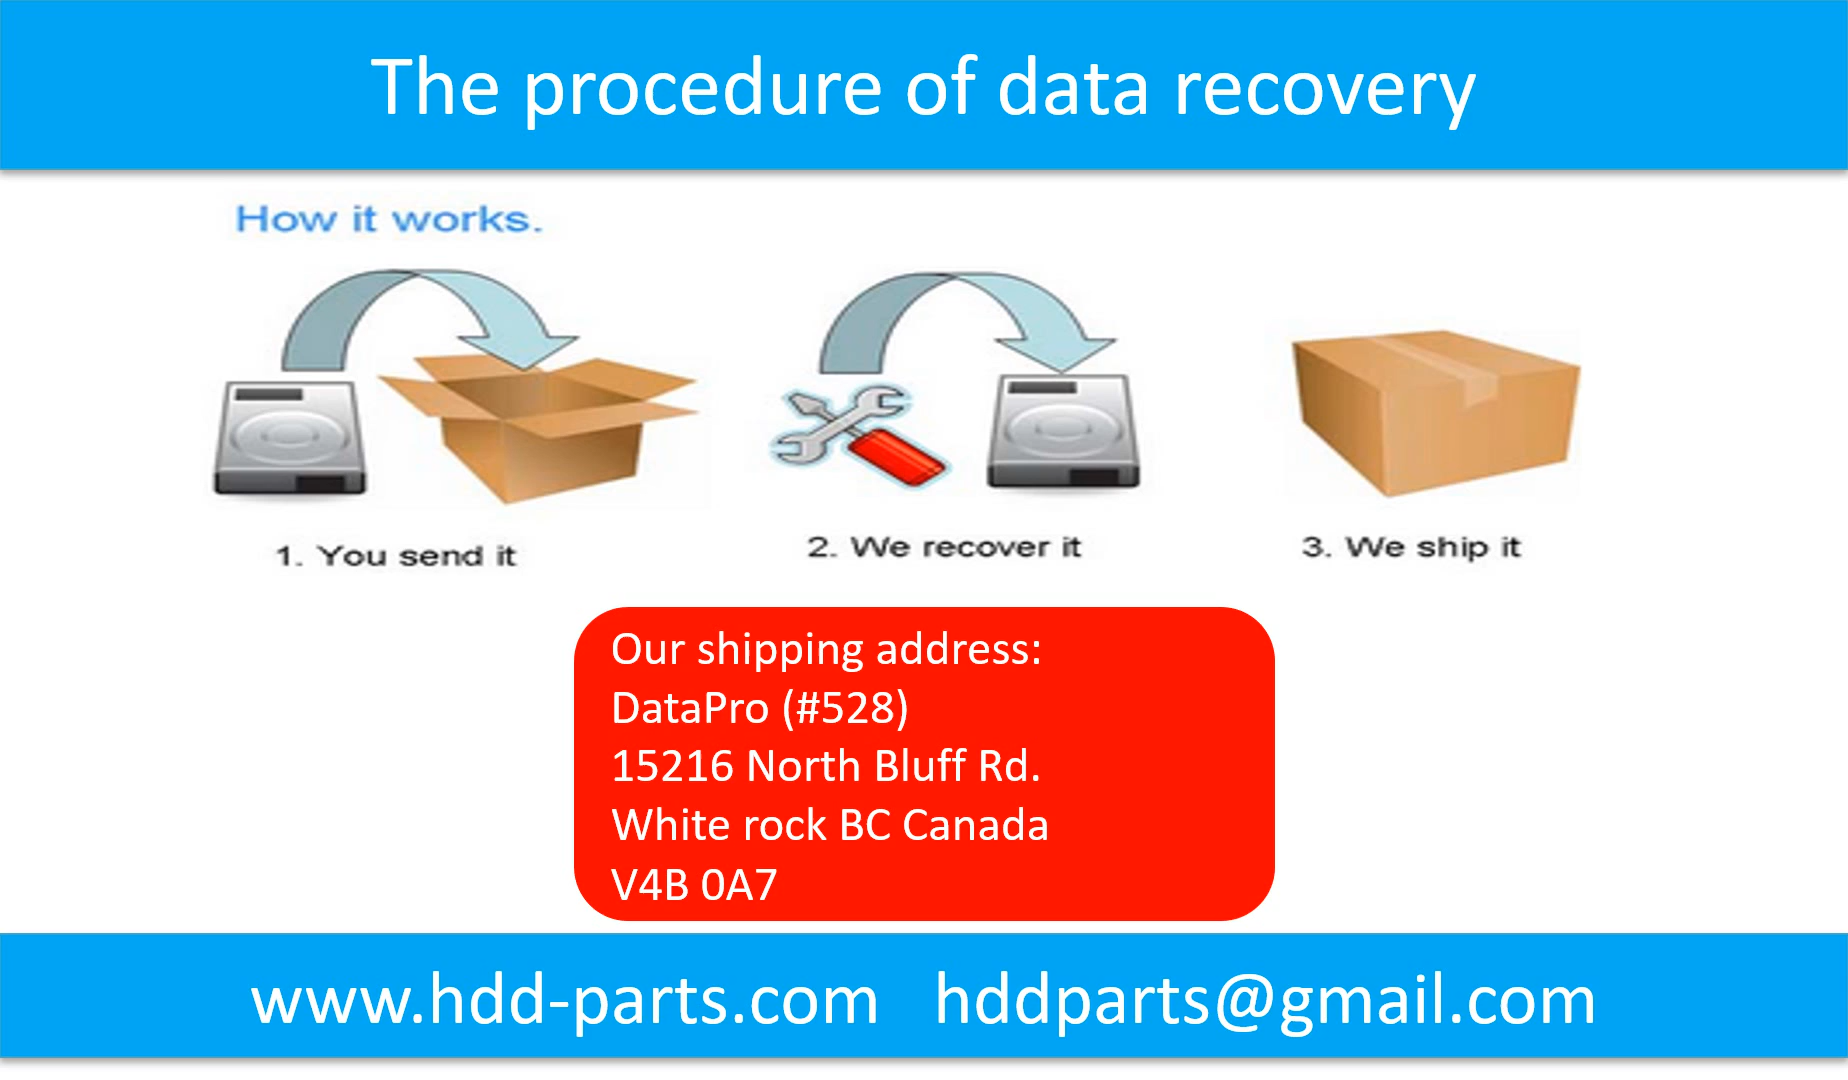 The procedure of data recovery
How it works.
1. You send it
2. We recover it
3. We ship it
Our shipping address:
DataPro (#528)
15216 North Bluff Rd.
White rock BC Canada
V4B 0A7
www.hdd-parts.com hddparts@gmail.com